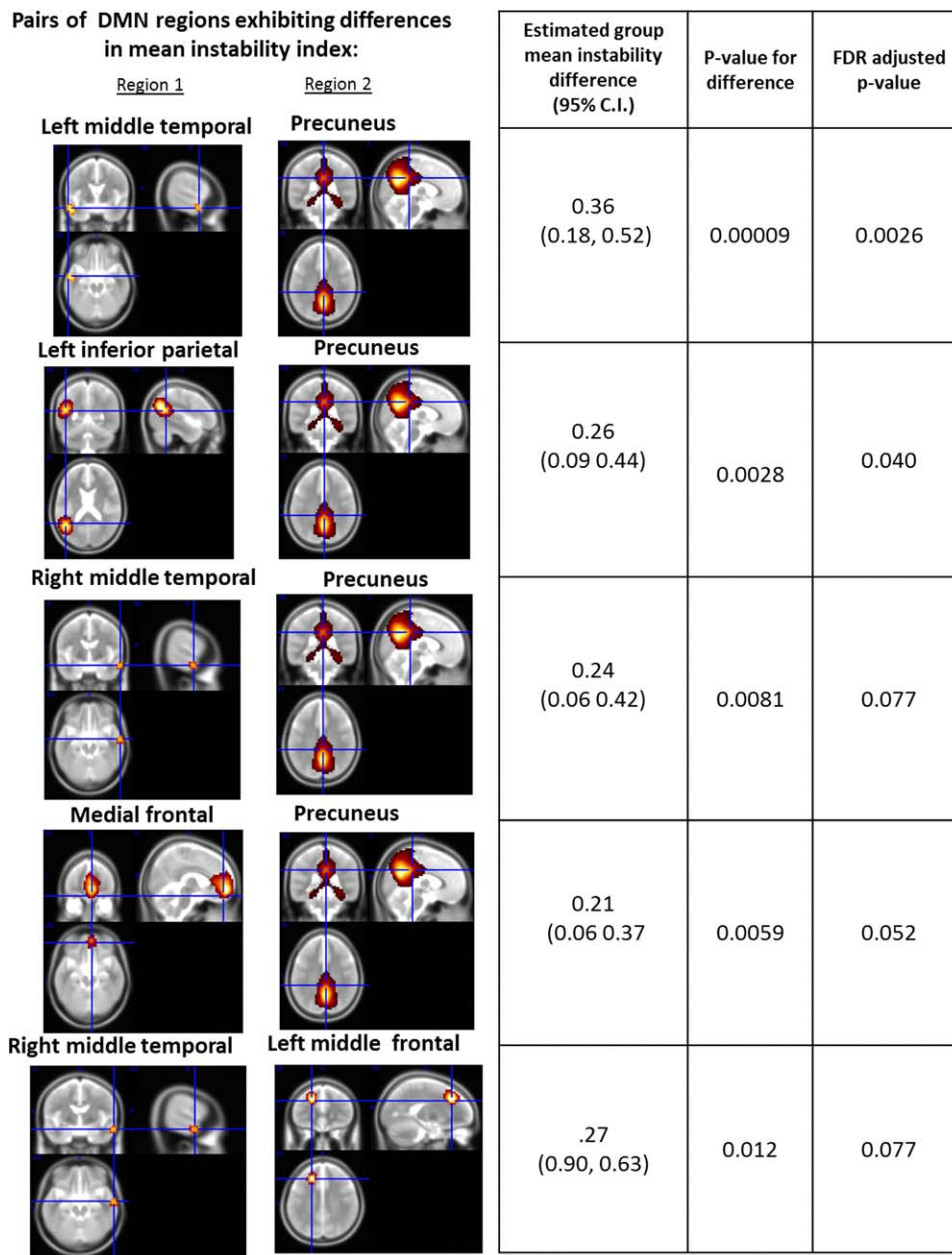 Pairs of DMN regions exhibiting differences
in mean instability index:
Region 1 Region 2
Estimated group
mean instability
difference
(95% C.I.)
P-value for
difference
FDR adjusted
p-value
Left middle temporal Precuneus
0.36
(0.18, 0.52)
0.00009
0.0026
Left inferior parietal Precuneus
0.26
(0.09 0.44)
0.0028
0.040
Right middle temporal Precuneus
0.24
(0.06 0.42)
0.0081
0.077
Medial frontal Precuneus
0.21
(0.06 0.37
0.0059
0.052
Right middle temporal Left middle frontal
.27
(0.90, 0.63)
0.012
0.077